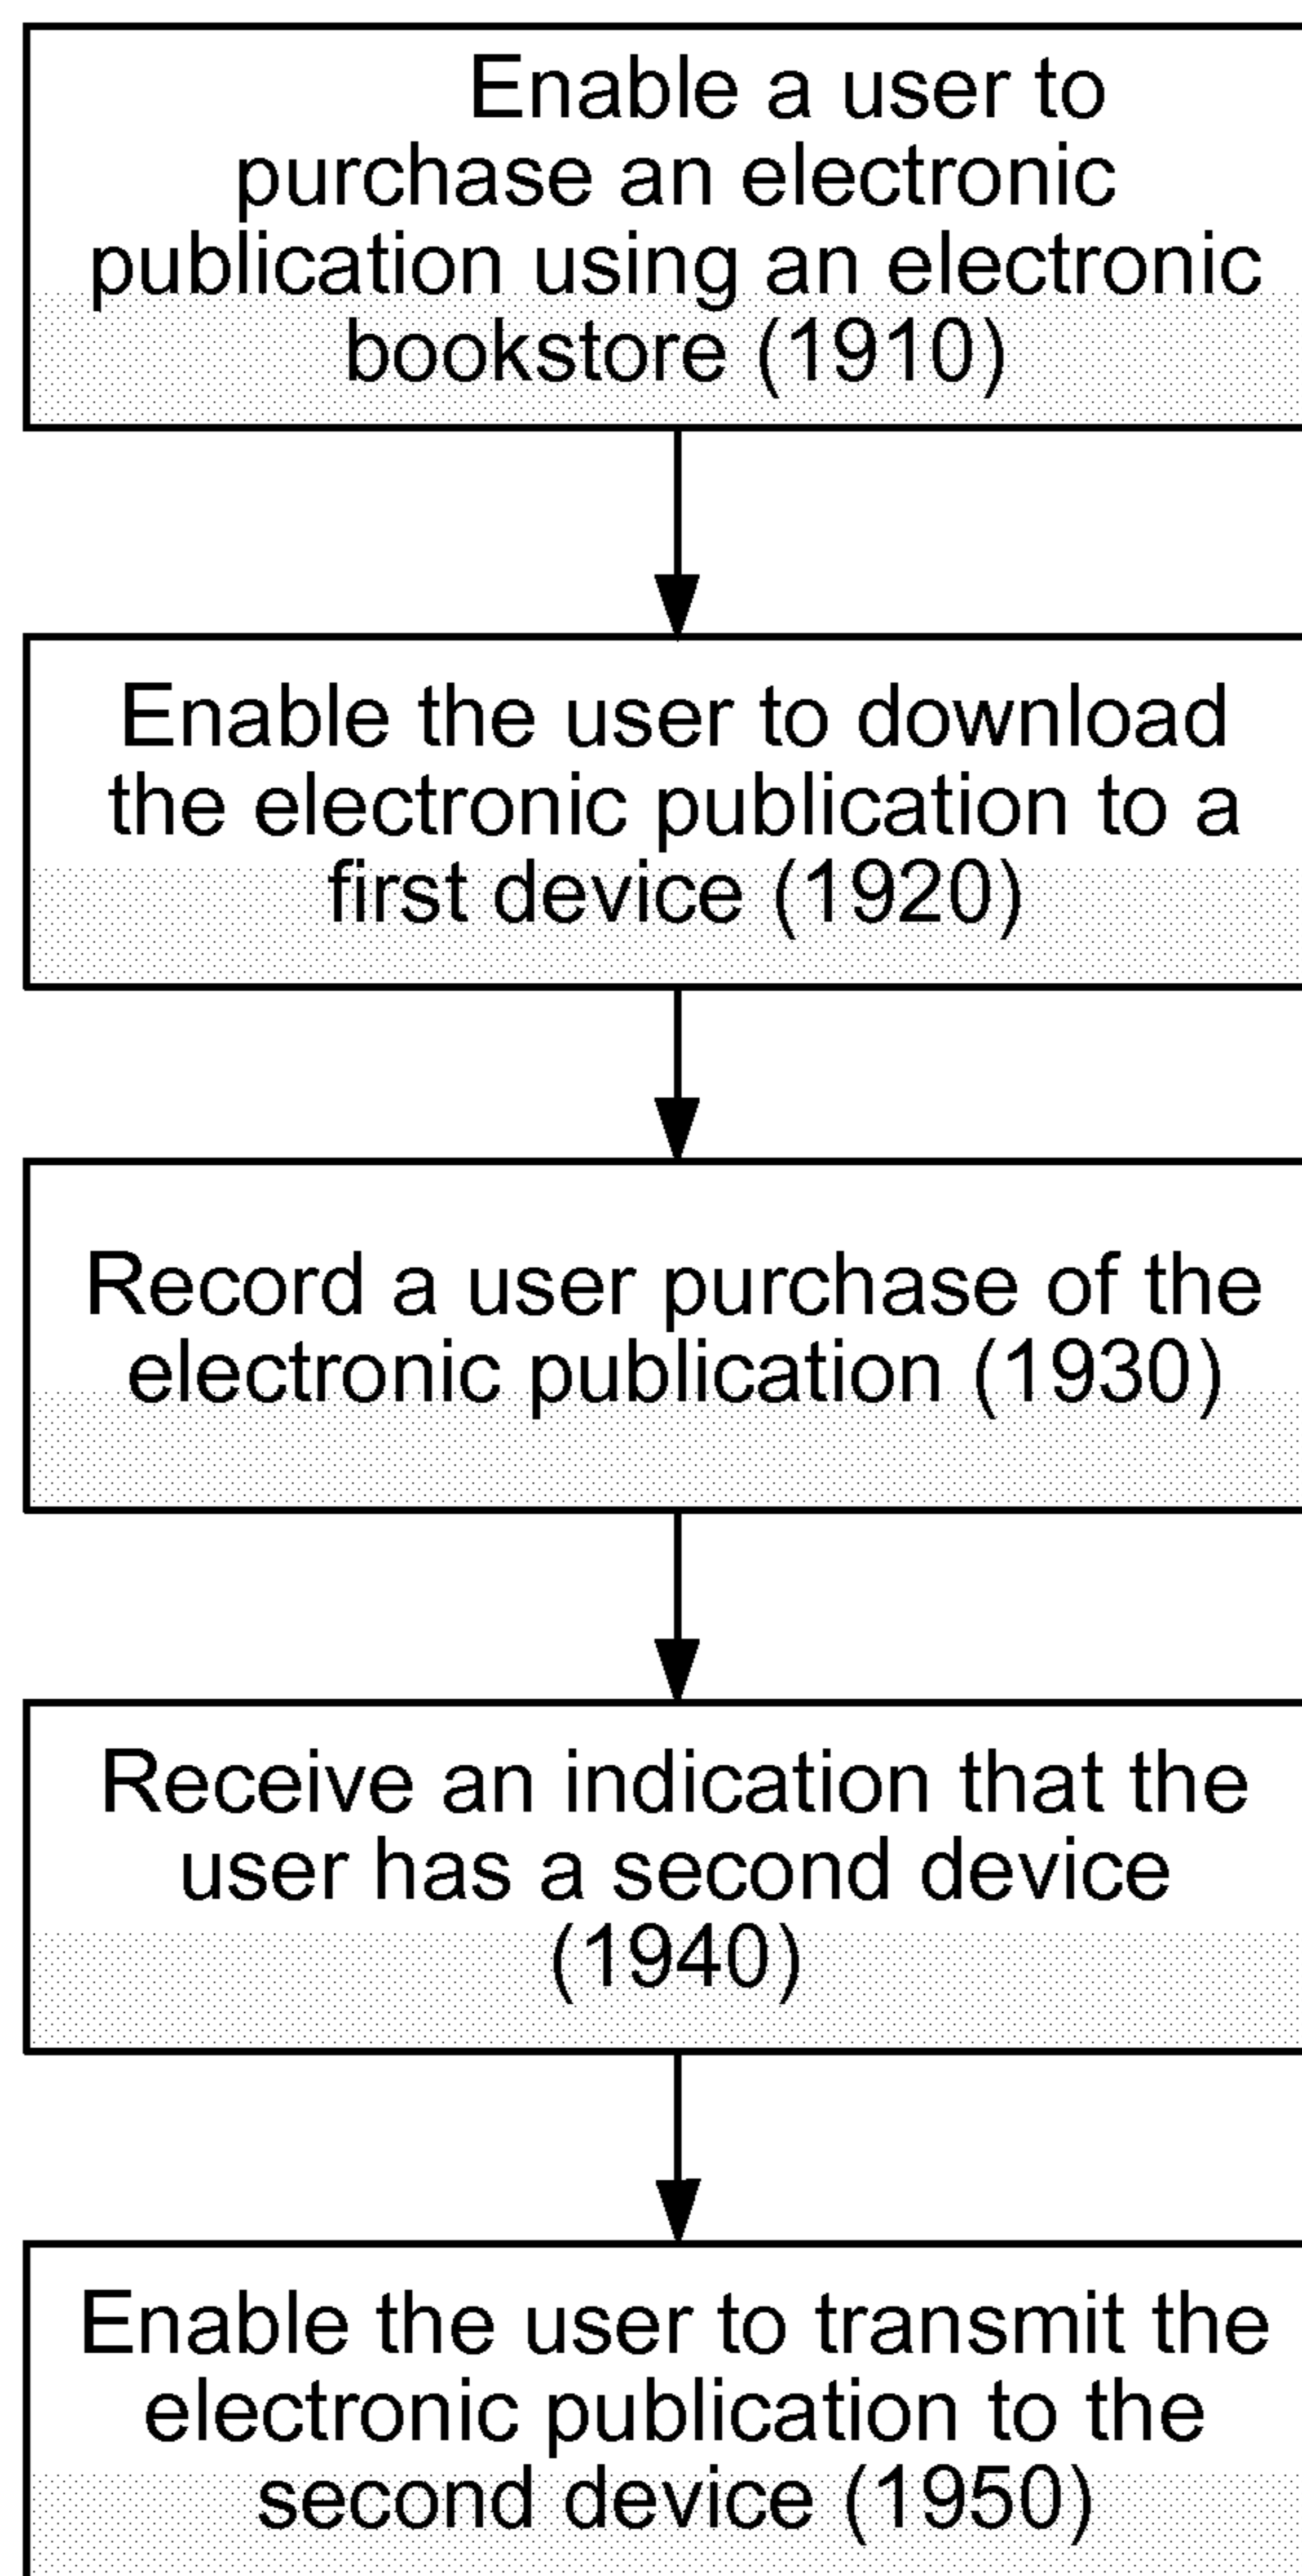 Enable a user to
purchase an electronic
publication using an electronic
bookstore (1910)
Enable the user to download
the electronic publication to a
first device (1920)
Record a user purchase of the
electronic publication (1930)
Receive an indication that the
user has a second device
(1940)
Enable the user to transmit the
electronic publication to the
second device (1950)